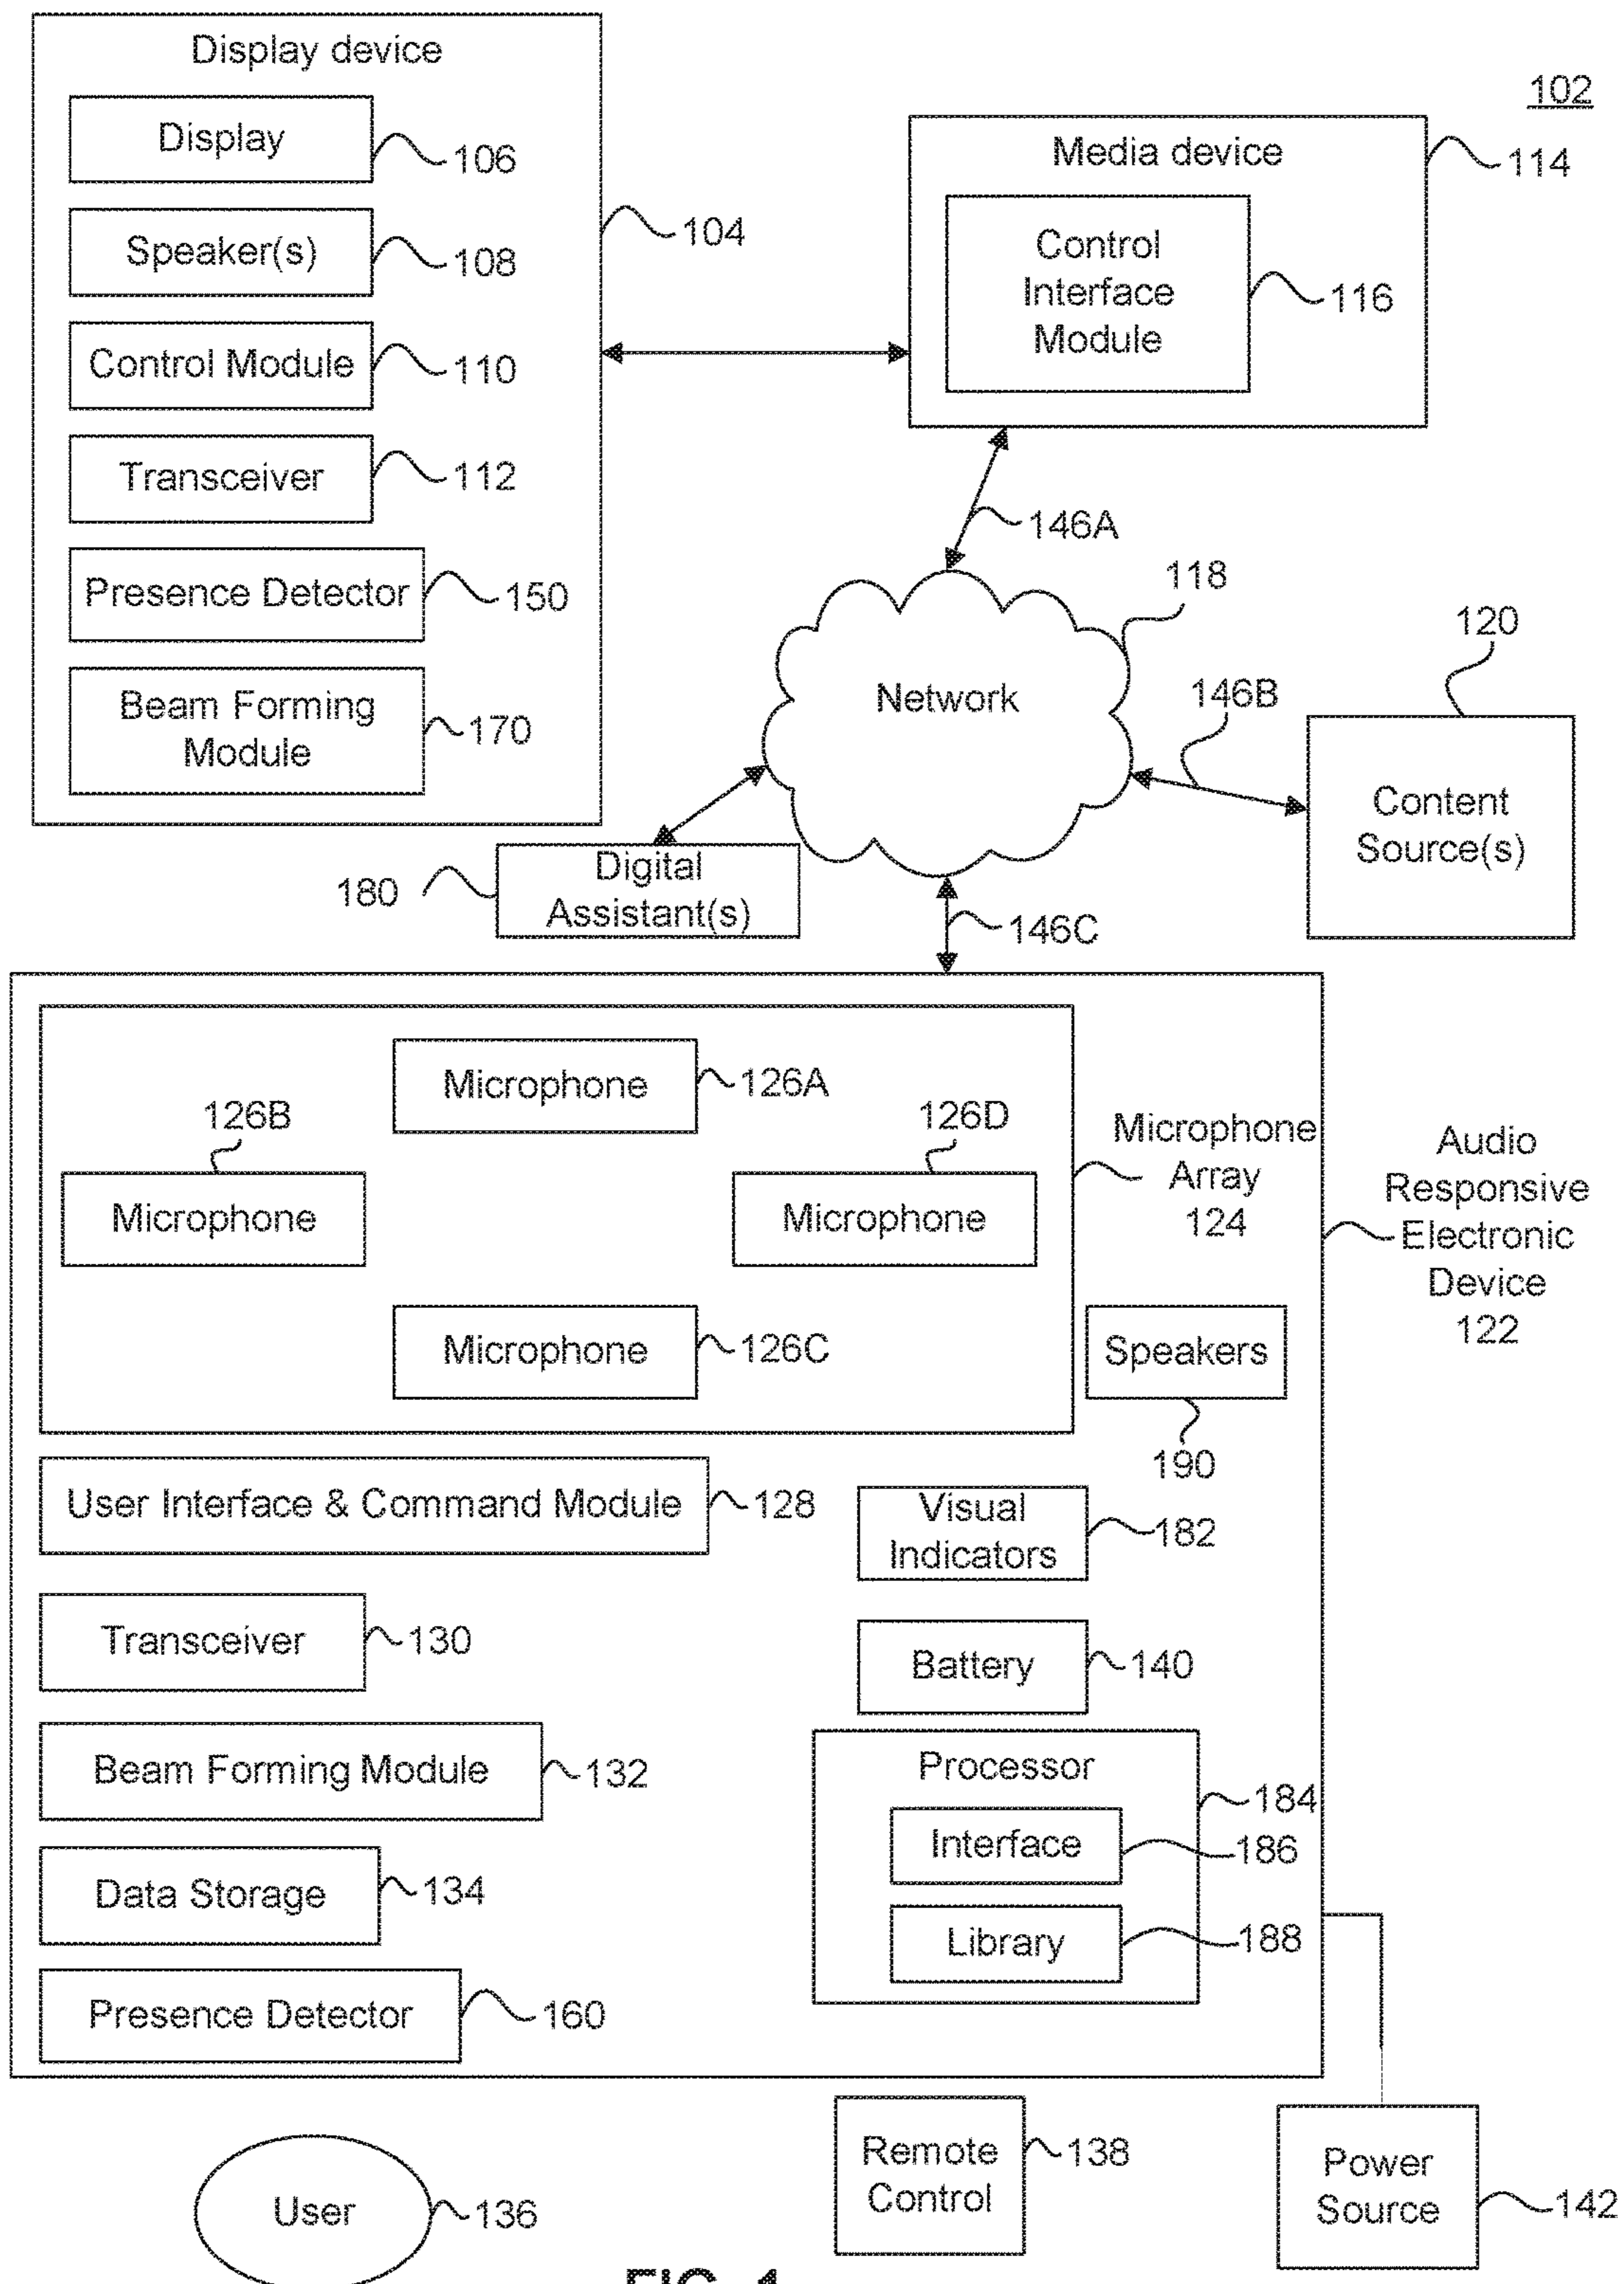 Display device
102
Display
106
Media device
114
Speaker(s)
108
104
Control
Interface
Module
116
Control Module
110
Transceiver
112
146A
Presence Detector
150
118
120
Beam Forming
Module
170
Network
146B
Content
Source(s)
180
Digital
Assistant(s)
146C
Microphone
126A
126B
126D
Microphone
Array
124
Audio
Responsive
Electronic
Device
122
Microphone
Microphone
Microphone
126C
Speakers
190
User Interface & Command Module
128
Visual
Indicators
182
Transceiver
130
Battery
140
Beam Forming Module
132
Processor
184
Interface
186
Data Storage
134
Library
188
Presence Detector
160
Remote
Control
138
Power
Source
142
User
136
FIG. 1